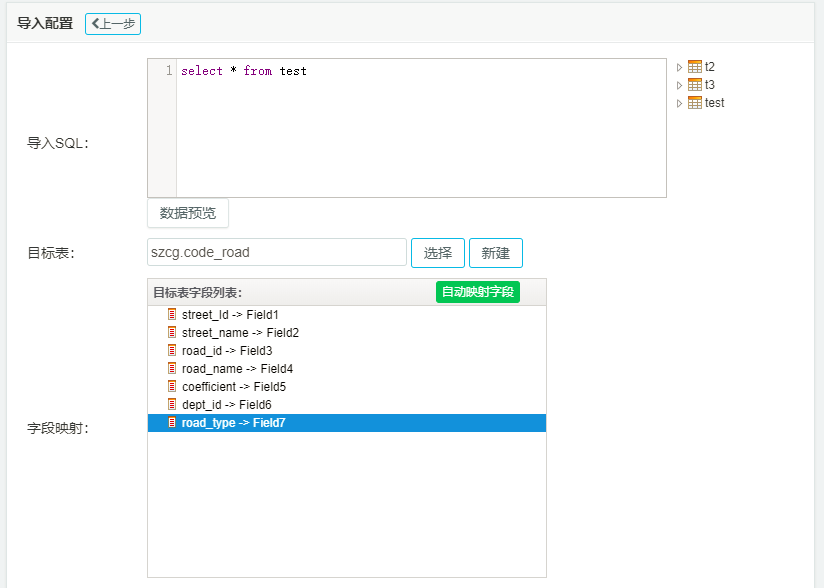 导入配置 上一步
导入SQL:
1 select * from test
t2
t3
test
数据预览
目标表: szcg.code_road 选择 新建
字段映射:
目标表字段列表: 自动映射字段
street_Id -> Field1
street_name -> Field2
road_id -> Field3
road_name -> Field4
coefficient -> Field5
dept_id -> Field6
road_type -> Field7